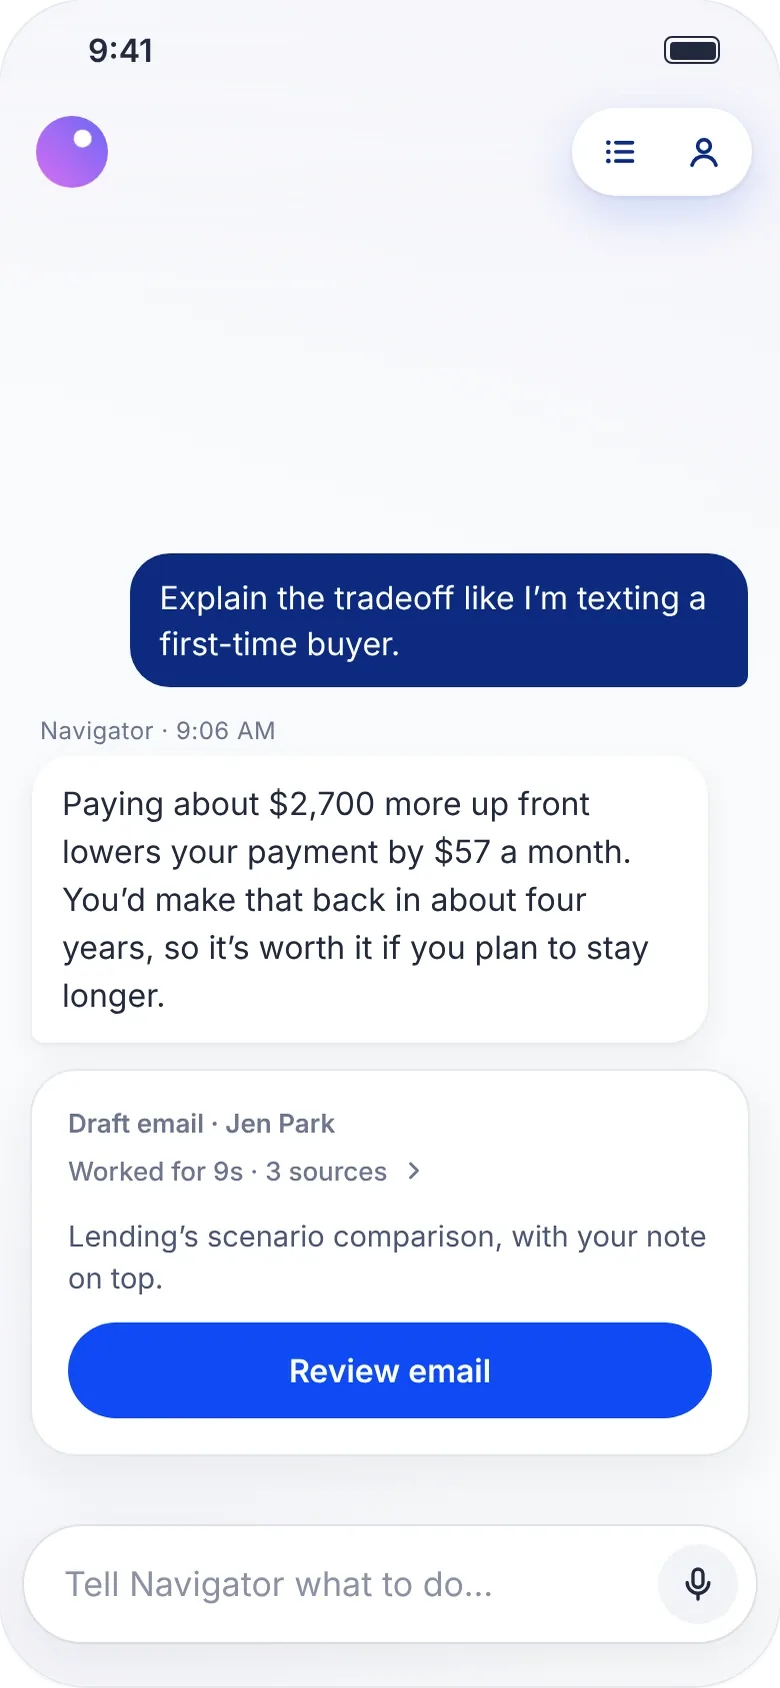 9:41
Explain the tradeoff like I’m texting a
first-time buyer.
Navigator · 9:06 AM
Paying about $2,700 more up front
lowers your payment by $57 a month.
You’d make that back in about four
years, so it’s worth it if you plan to stay
longer.
Draft email · Jen Park
Worked for 9s · 3 sources
Lending’s scenario comparison, with your note
on top.
Review email
Tell Navigator what to do...